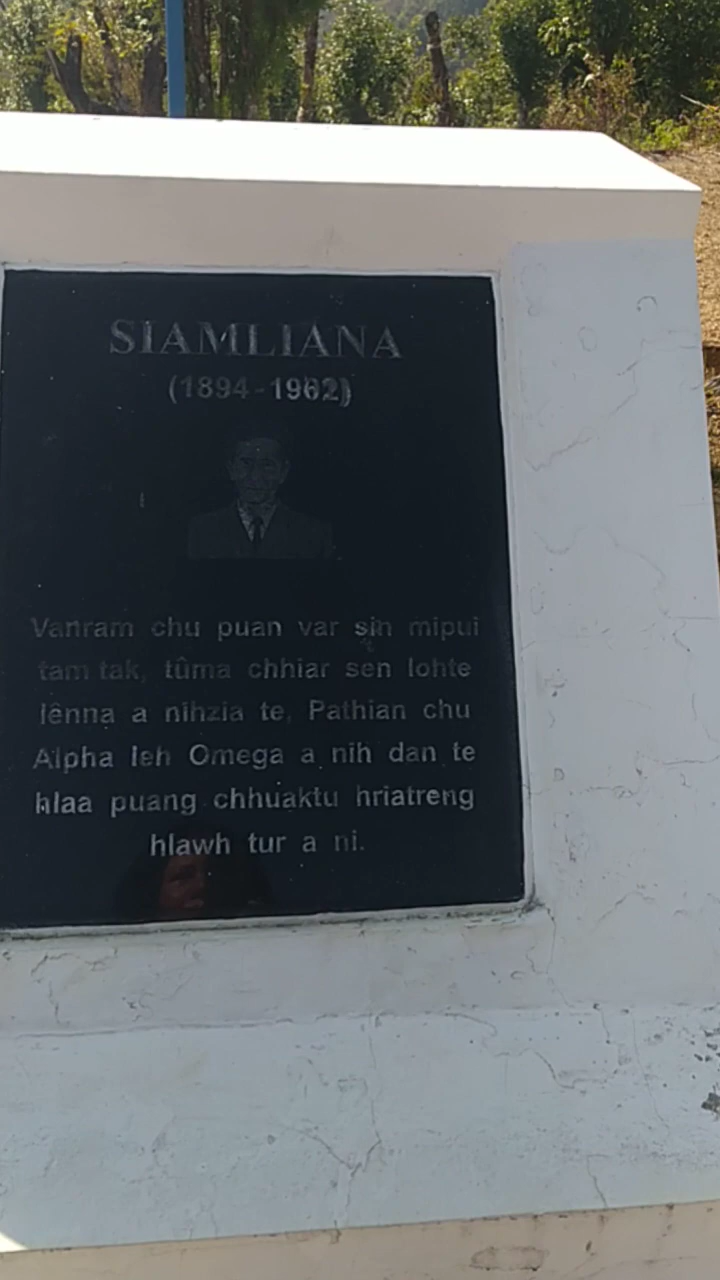 SIAMLIANA
(1894-1962)
Vanram chu puan var sin mipui
tam tak, tûma chhiar sen lohte
lênna a nihzia te, Pathian chu
Alpha leh Omega a nih dan te
hlaa puang chhuaktu hriatreng
hlawh tur a ni.